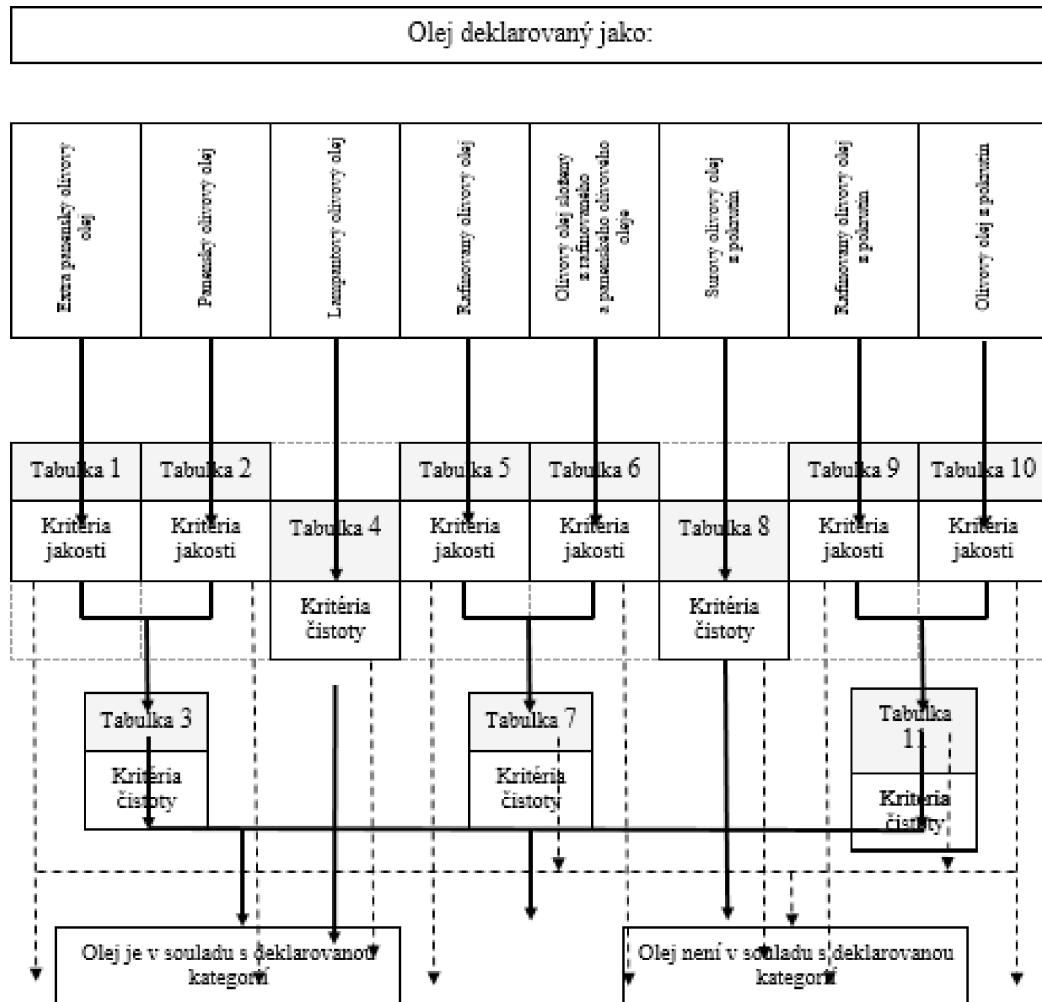 Olej deklarovaný jako:
Extra panenský olivový
olej
Panenský olivový olej
Lampantový olivový olej
Rafinovaný olivový olej
Olivový olej složený
z rafinovaného
a panenského olivového
oleje
Surový olivový olej
z pokrutin
Rafinovaný olivový olej
z pokrutin
Olivový olej z pokrutin
Tabulka 1
Kritéria
jakosti
Tabulka 2
Kritéria
jakosti
Tabulka 4
Kritéria
čistoty
Tabulka 5
Kritéria
jakosti
Tabulka 6
Kritéria
jakosti
Tabulka 8
Kritéria
čistoty
Tabulka 9
Kritéria
jakosti
Tabulka 10
Kritéria
jakosti
Tabulka 3
Kritéria
čistoty
Tabulka 7
Kritéria
čistoty
Tabulka
11
Kritéria
čistoty
Olej je v souladu s deklarovanou
kategorií
Olej není v souladu s deklarovanou
kategorií